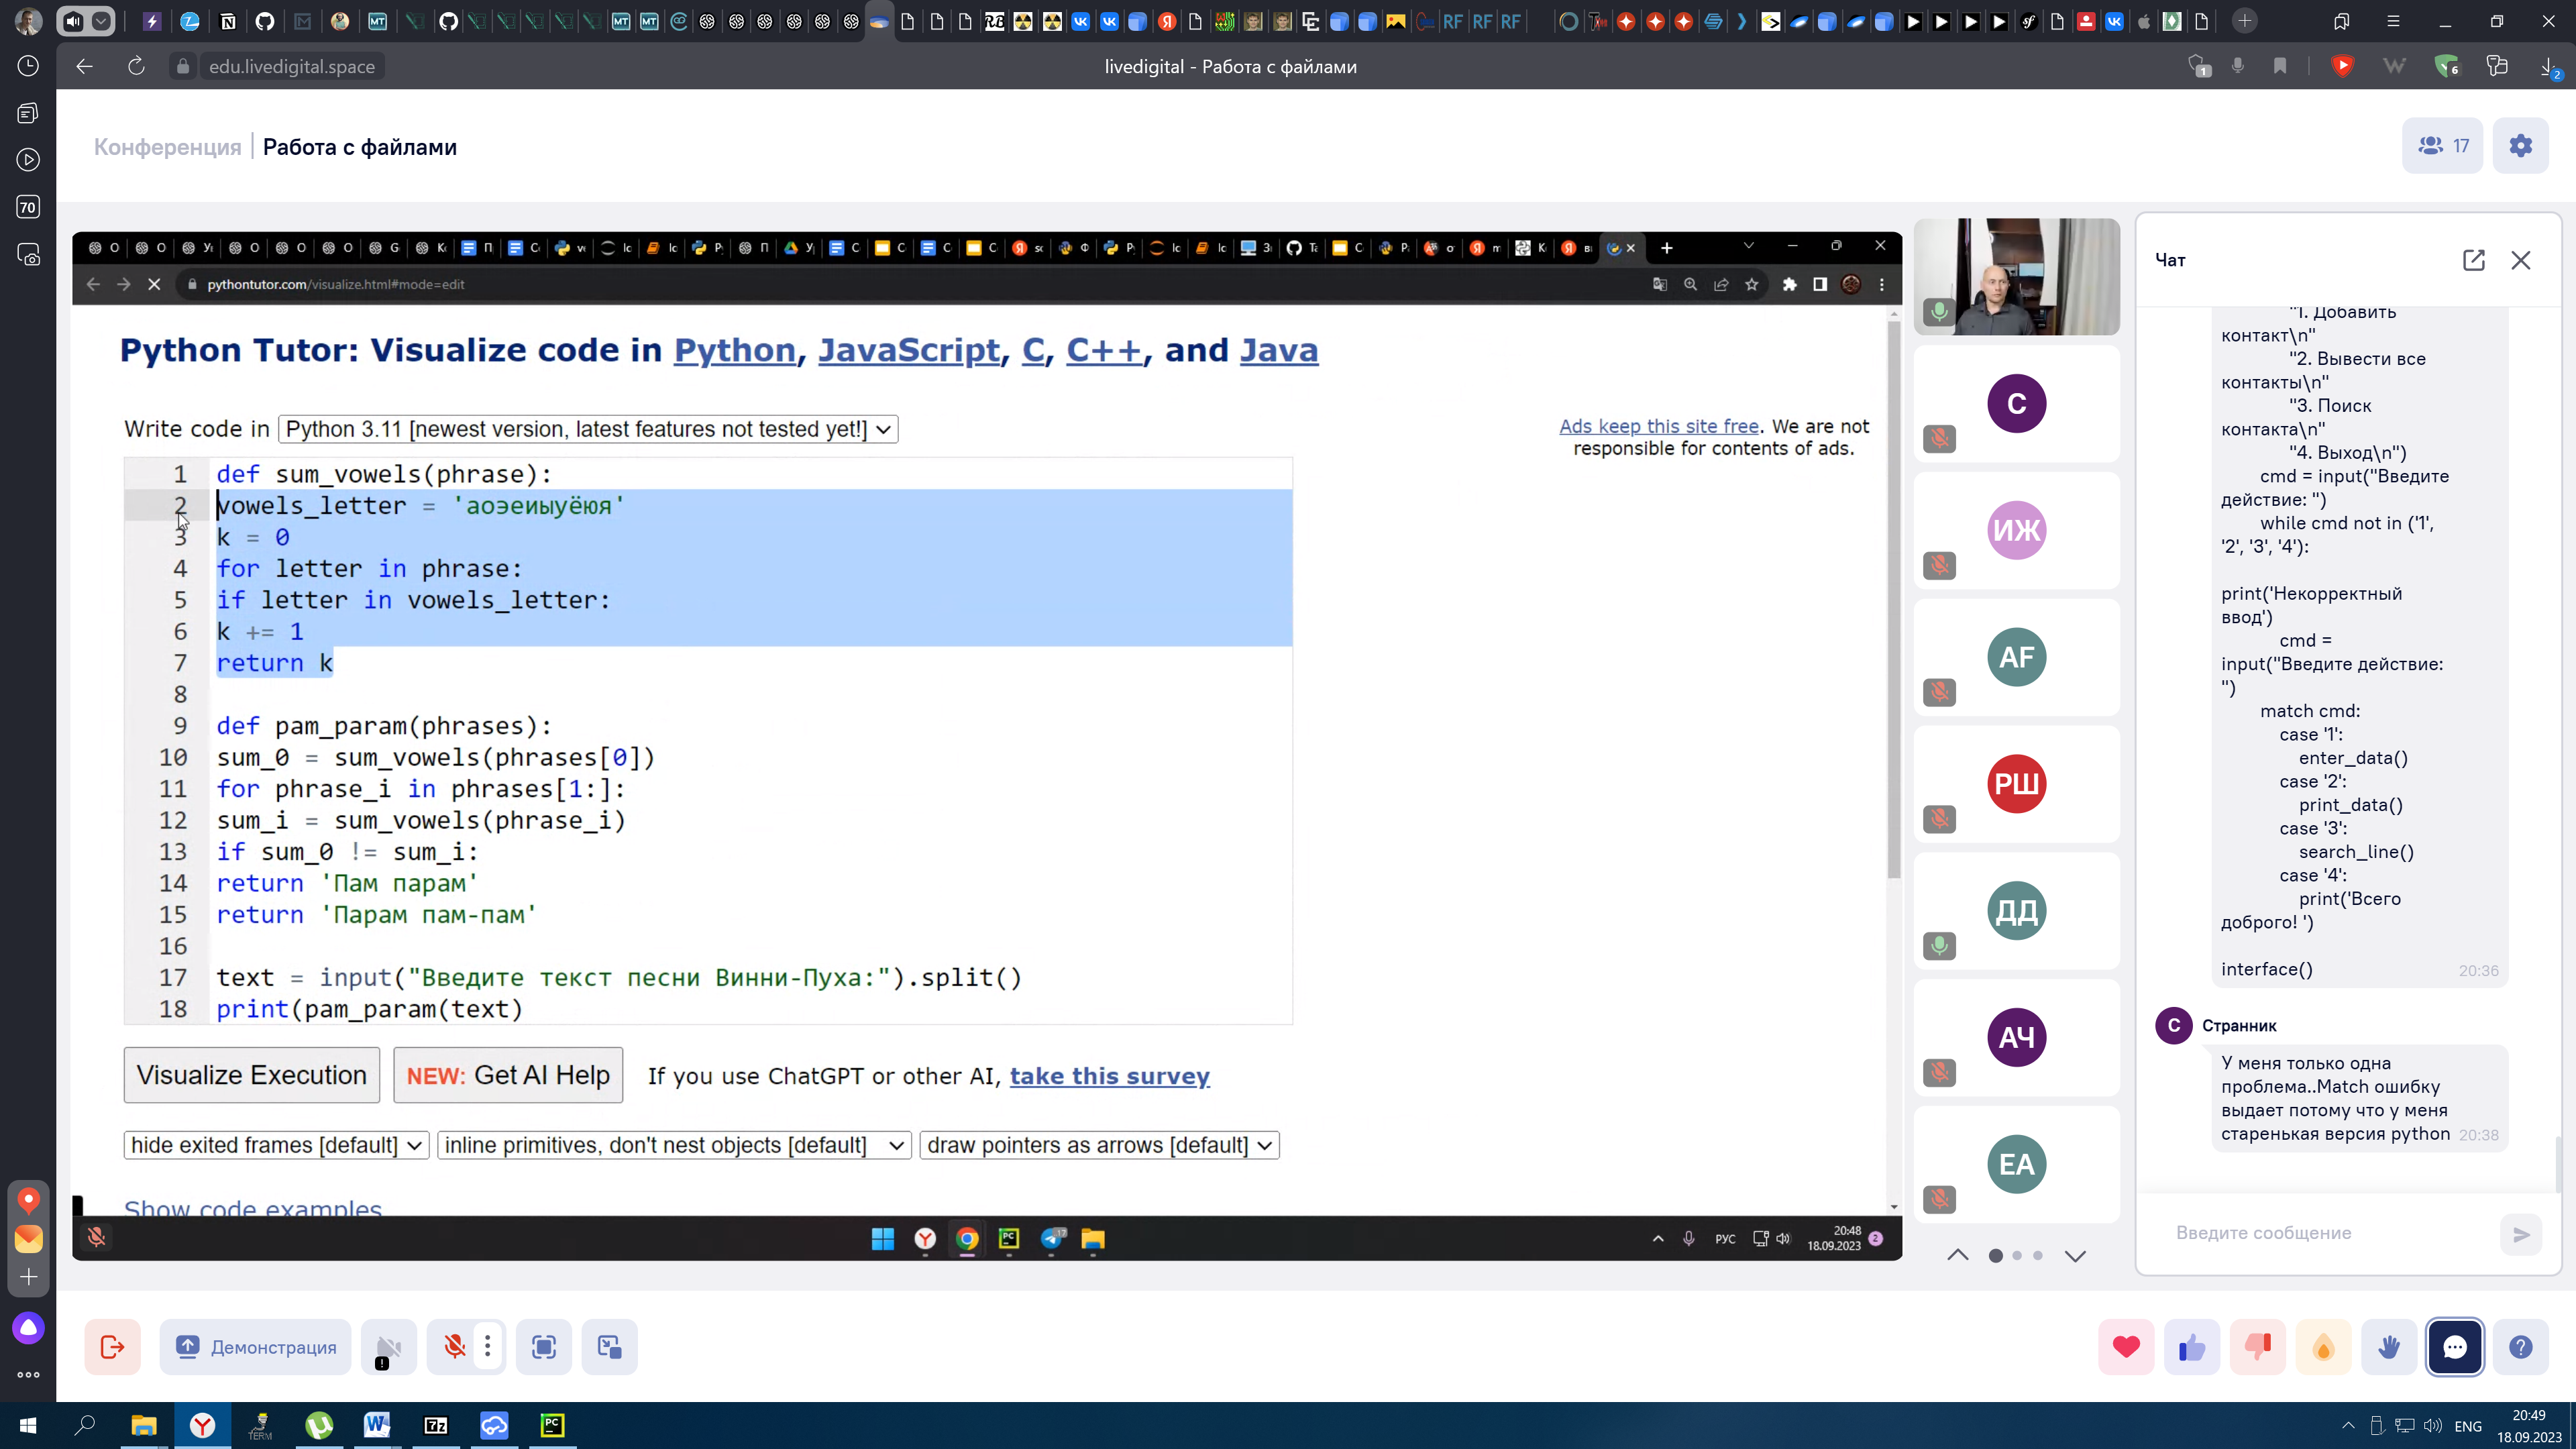 edu.livedigital.space
livedigital - Работа с файлами
1
6
2
70
Конференция | Работа с файлами
17
pythontutor.com/visualize.html#mode=edit
Python Tutor: Visualize code in Python, JavaScript, C, C++, and Java
Write code in Python 3.11 [newest version, latest features not tested yet!]
Ads keep this site free. We are not
responsible for contents of ads.
1 def sum_vowels(phrase):
2 vowels_letter = 'аоэеиыуёюя'
3 k = 0
4 for letter in phrase:
5 if letter in vowels_letter:
6 k += 1
7 return k
8
9 def pam_param(phrases):
10 sum_0 = sum_vowels(phrases[0])
11 for phrase_i in phrases[1:]:
12 sum_i = sum_vowels(phrase_i)
13 if sum_0 != sum_i:
14 return 'Пам парам'
15 return 'Парам пам-пам'
16
17 text = input("Введите текст песни Винни-Пуха:").split()
18 print(pam_param(text)
Visualize Execution
NEW: Get AI Help
If you use ChatGPT or other AI, take this survey
hide exited frames [default]
inline primitives, don't nest objects [default]
draw pointers as arrows [default]
Show code examples
17
РУС
20:48
18.09.2023
2
С
ИЖ
AF
РШ
ДД
АЧ
ЕА
Чат
"1. Добавить
контакт\n"
"2. Вывести все
контакты\n"
"3. Поиск
контакта\n"
"4. Выход\n")
cmd = input("Введите
действие: ")
while cmd not in ('1',
'2', '3', '4'):
print('Некорректный
ввод')
cmd =
input("Введите действие:
")
match cmd:
case '1':
enter_data()
case '2':
print_data()
case '3':
search_line()
case '4':
print('Всего
доброго! ')
interface()
20:36
С
Странник
У меня только одна
проблема..Match ошибку
выдает потому что у меня
старенькая версия python
20:38
Введите сообщение
Демонстрация
TERM
ENG
20:49
18.09.2023